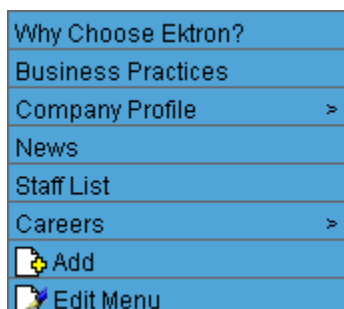 Why Choose Ektron?
Business Practices
Company Profile >
News
Staff List
Careers >
Add
Edit Menu